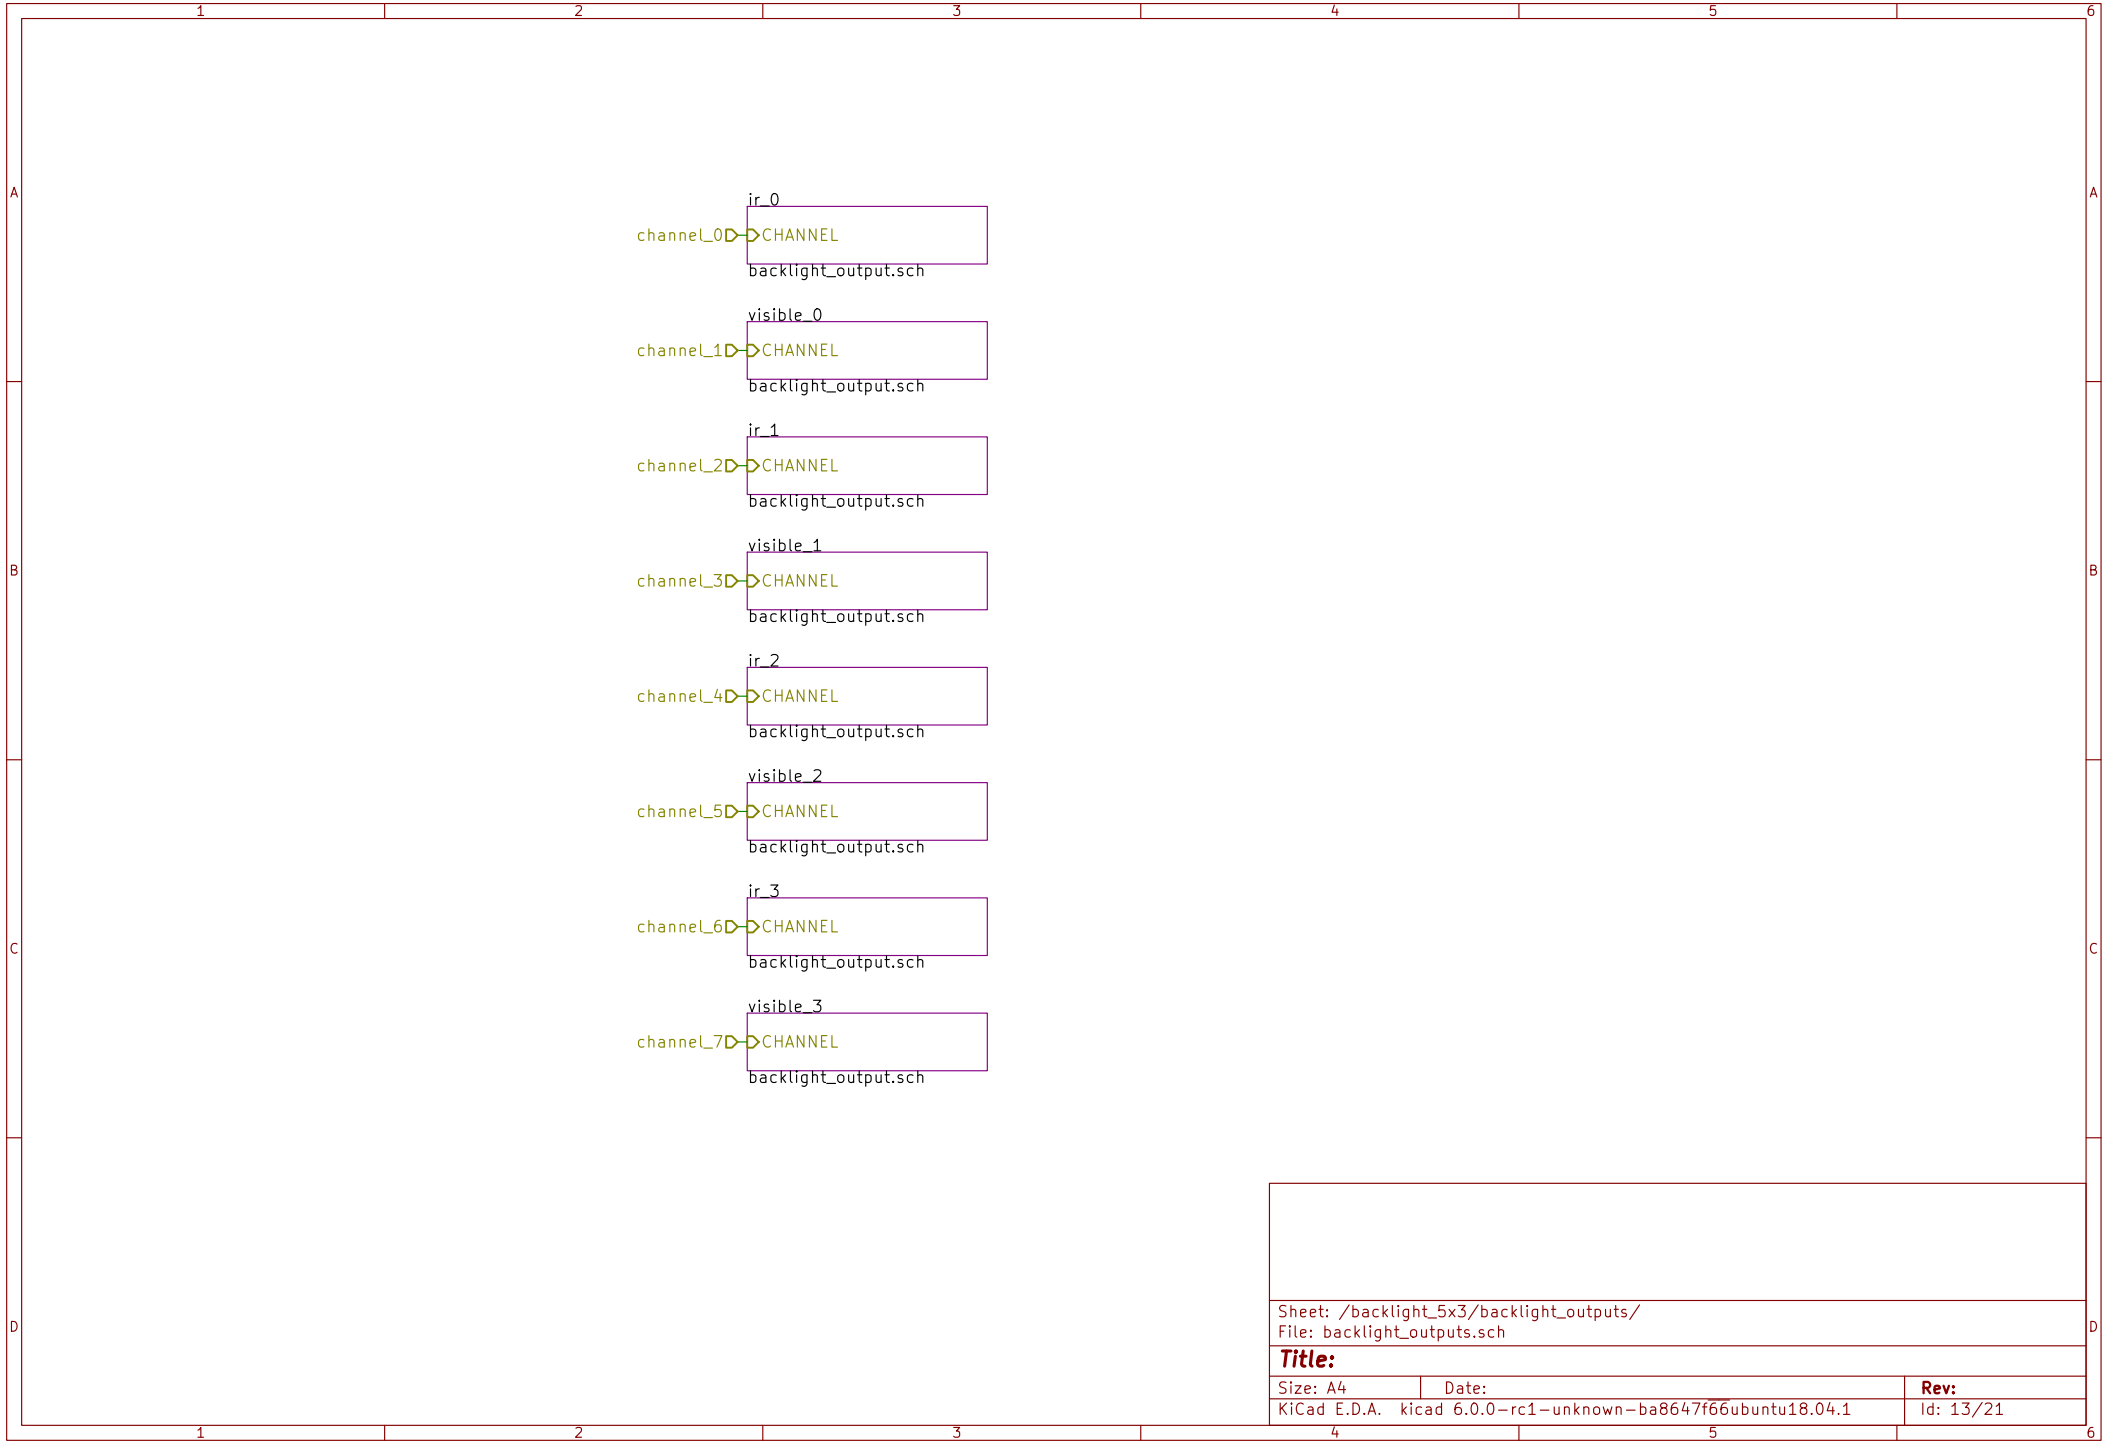 1 2 3 4 5 6
A A
ir_0
channel_0 CHANNEL
backlight_output.sch
visible_0
channel_1 CHANNEL
backlight_output.sch
ir_1
channel_2 CHANNEL
backlight_output.sch
visible_1
B B
channel_3 CHANNEL
backlight_output.sch
ir_2
channel_4 CHANNEL
backlight_output.sch
visible_2
channel_5 CHANNEL
backlight_output.sch
ir_3
channel_6 CHANNEL
C C
backlight_output.sch
visible_3
channel_7 CHANNEL
backlight_output.sch
Sheet: /backlight_5x3/backlight_outputs/
D D
File: backlight_outputs.sch
Title:
Size: A4 Date: Rev:
KiCad E.D.A. kicad 6.0.0-rc1-unknown-ba8647f66ubuntu18.04.1 Id: 13/21
1 2 3 4 5 6